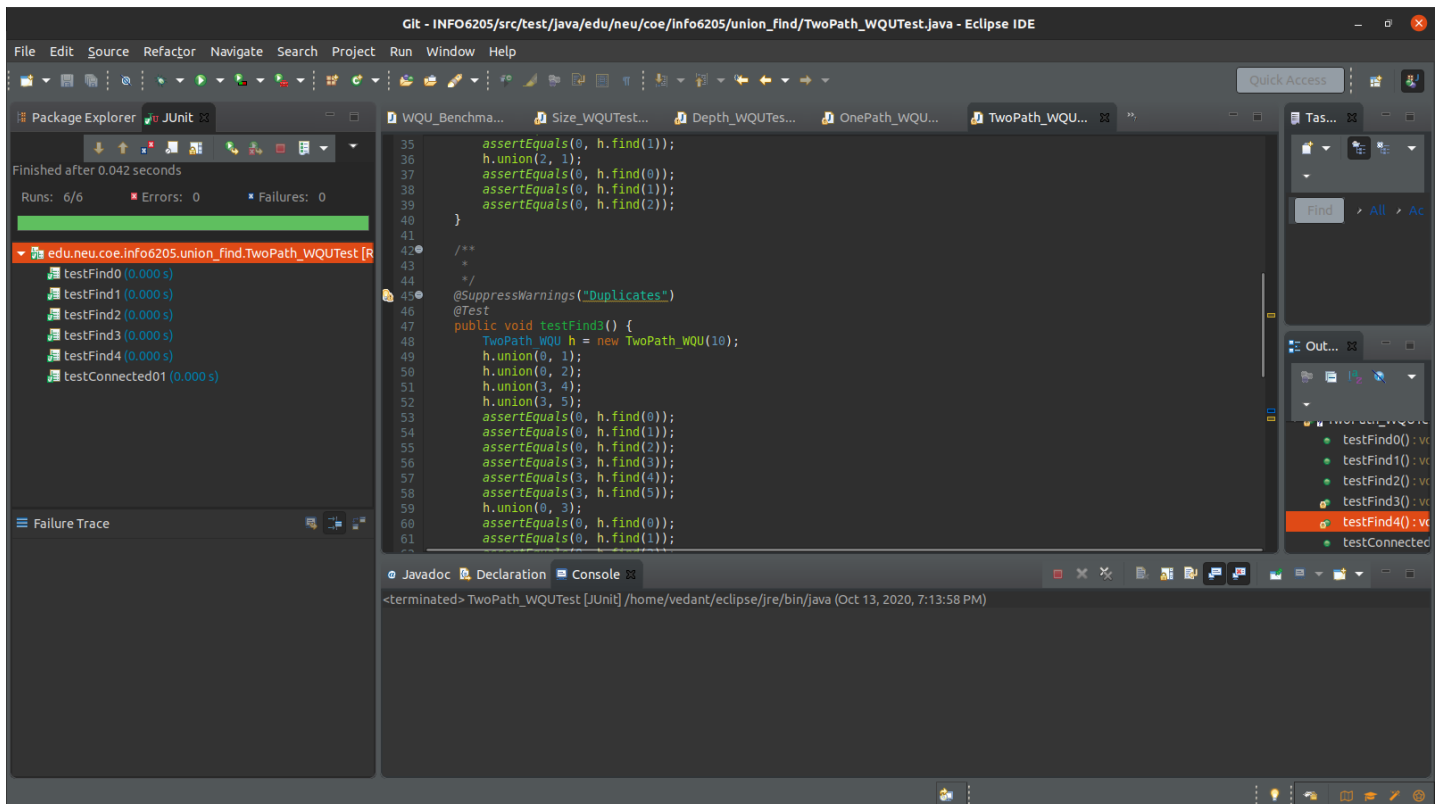 Git - INFO6205/src/test/java/edu/neu/coe/info6205/union_find/TwoPath_WQUTest.java - Eclipse IDE
File Edit Source Refactor Navigate Search Project Run Window Help
Quick Access
Package Explorer JUnit
Finished after 0.042 seconds
Runs: 6/6 Errors: 0 Failures: 0
edu.neu.coe.info6205.union_find.TwoPath_WQUTest [R
testFind0 (0.000 s)
testFind1 (0.000 s)
testFind2 (0.000 s)
testFind3 (0.000 s)
testFind4 (0.000 s)
testConnected01 (0.000 s)
Failure Trace
WQU_Benchma... Size_WQUTest... Depth_WQUTes... OnePath_WQU... TwoPath_WQU...
35 assertEquals(0, h.find(1));
36 h.union(2, 1);
37 assertEquals(0, h.find(0));
38 assertEquals(0, h.find(1));
39 assertEquals(0, h.find(2));
40 }
41
42 /**
43 *
44 */
45 @SuppressWarnings("Duplicates")
46 @Test
47 public void testFind3() {
48 TwoPath_WQU h = new TwoPath_WQU(10);
49 h.union(0, 1);
50 h.union(0, 2);
51 h.union(3, 4);
52 h.union(3, 5);
53 assertEquals(0, h.find(0));
54 assertEquals(0, h.find(1));
55 assertEquals(0, h.find(2));
56 assertEquals(3, h.find(3));
57 assertEquals(3, h.find(4));
58 assertEquals(3, h.find(5));
59 h.union(0, 3);
60 assertEquals(0, h.find(0));
61 assertEquals(0, h.find(1));
Tas...
Find All Ac
Out...
testFind0() : vo
testFind1() : vo
testFind2() : vo
testFind3() : vo
testFind4() : vo
testConnected
Javadoc Declaration Console
<terminated> TwoPath_WQUTest [JUnit] /home/vedant/eclipse/jre/bin/java (Oct 13, 2020, 7:13:58 PM)